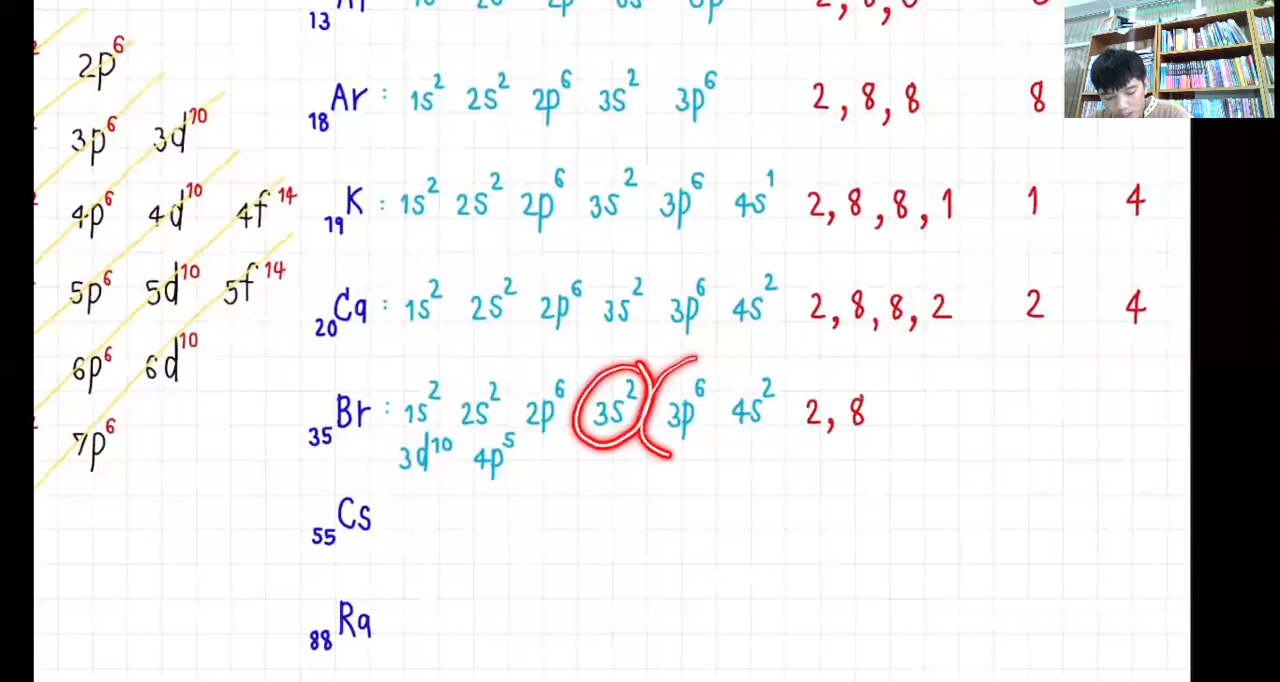 13
2p⁶
3p⁶ 3d¹⁰
4p⁶ 4d¹⁰ 4f¹⁴
5p⁶ 5d¹⁰ 5f¹⁴
6p⁶ 6d¹⁰
7p⁶
₁₈Ar : 1s² 2s² 2p⁶ 3s² 3p⁶ 2, 8, 8 8
₁₉K : 1s² 2s² 2p⁶ 3s² 3p⁶ 4s¹ 2, 8, 8, 1 1 4
₂₀Ca : 1s² 2s² 2p⁶ 3s² 3p⁶ 4s² 2, 8, 8, 2 2 4
₃₅Br : 1s² 2s² 2p⁶ 3s² 3p⁶ 4s² 2, 8
3d¹⁰ 4p⁵
₅₅Cs
₈₈Ra